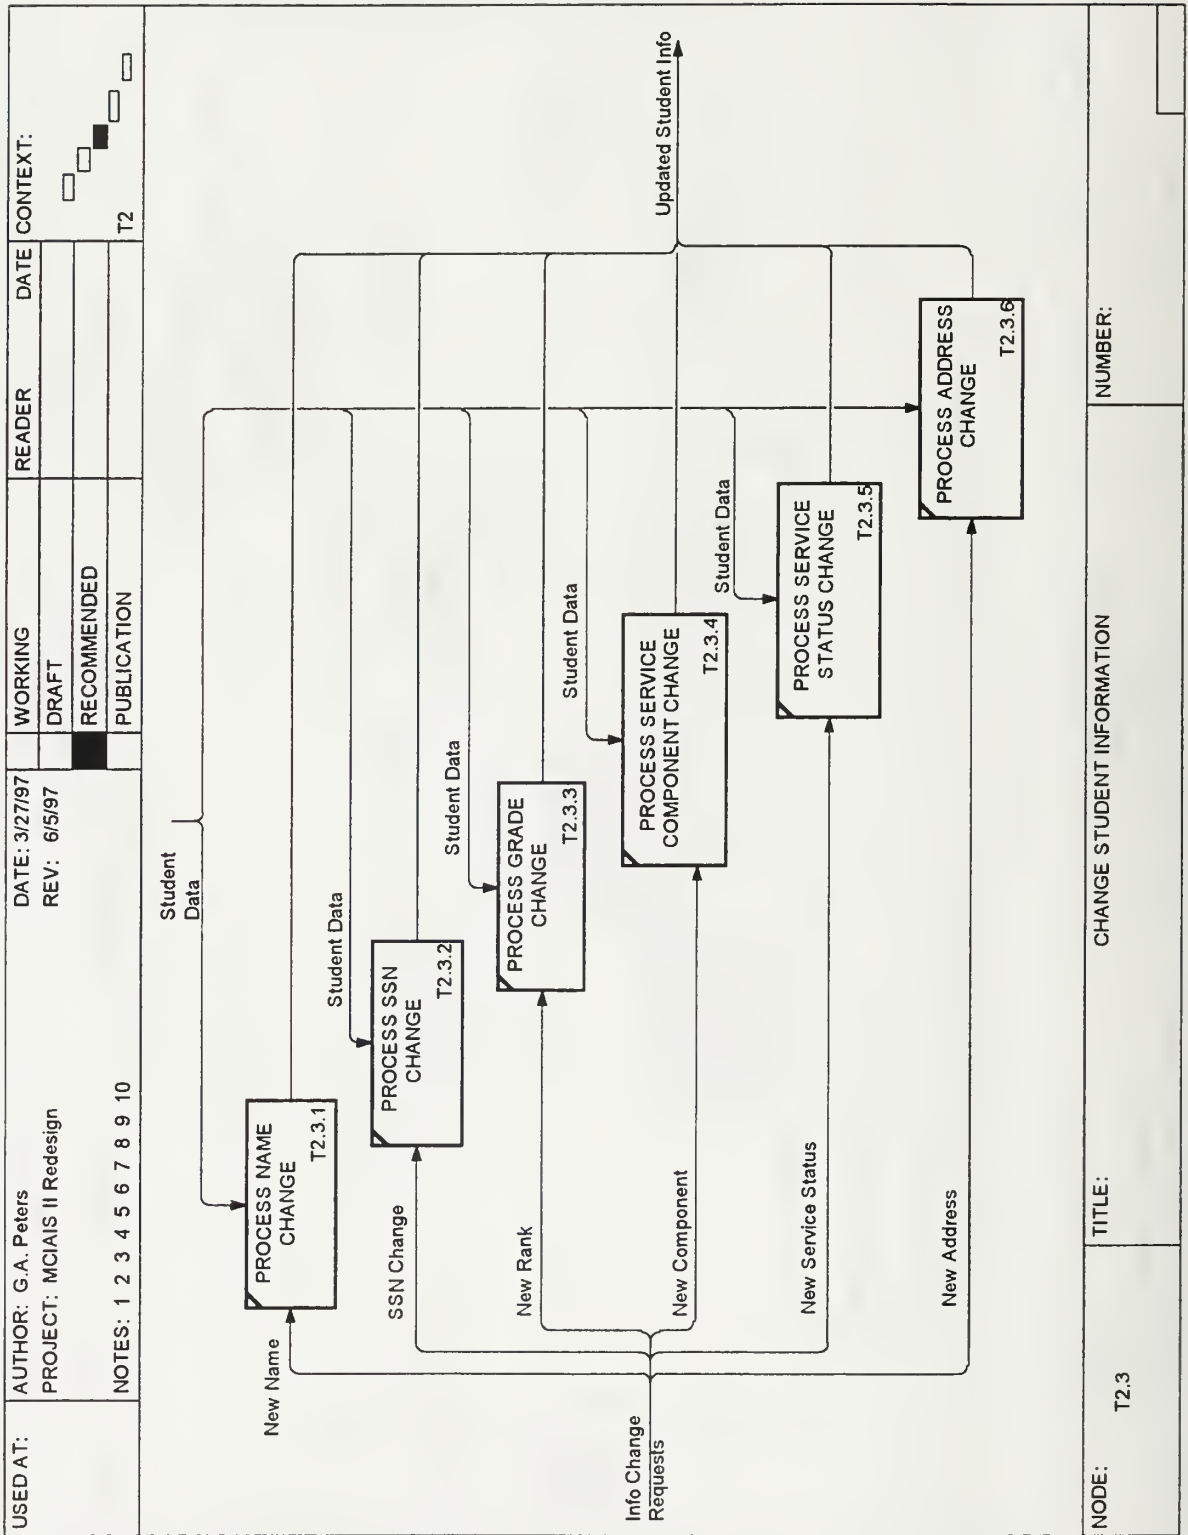 USED AT:
AUTHOR: G.A. Peters
PROJECT: MCIAIS II Redesign
NOTES: 1 2 3 4 5 6 7 8 9 10
DATE: 3/27/97
REV: 6/5/97
WORKING
DRAFT
RECOMMENDED
PUBLICATION
READER
DATE
CONTEXT:
T2
Student
Data
New Name
PROCESS NAME
CHANGE
T2.3.1
Student Data
SSN Change
PROCESS SSN
CHANGE
T2.3.2
Student Data
New Rank
PROCESS GRADE
CHANGE
T2.3.3
Student Data
Info Change
Requests
New Component
PROCESS SERVICE
COMPONENT CHANGE
T2.3.4
Updated Student Info
Student Data
New Service Status
PROCESS SERVICE
STATUS CHANGE
T2.3.5
New Address
PROCESS ADDRESS
CHANGE
T2.3.6
NODE:
T2.3
TITLE:
CHANGE STUDENT INFORMATION
NUMBER: